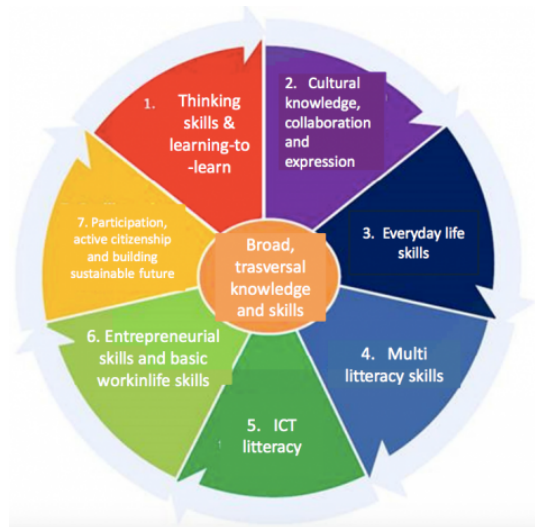 1. Thinking
skills &
learning-to
-learn
2. Cultural
knowledge,
collaboration
and
expression
3. Everyday life
skills
4. Multi
litteracy skills
5. ICT
litteracy
6. Entrepreneurial
skills and basic
workinlife skills
7. Participation,
active citizenship
and building
sustainable future
Broad,
trasversal
knowledge
and skills